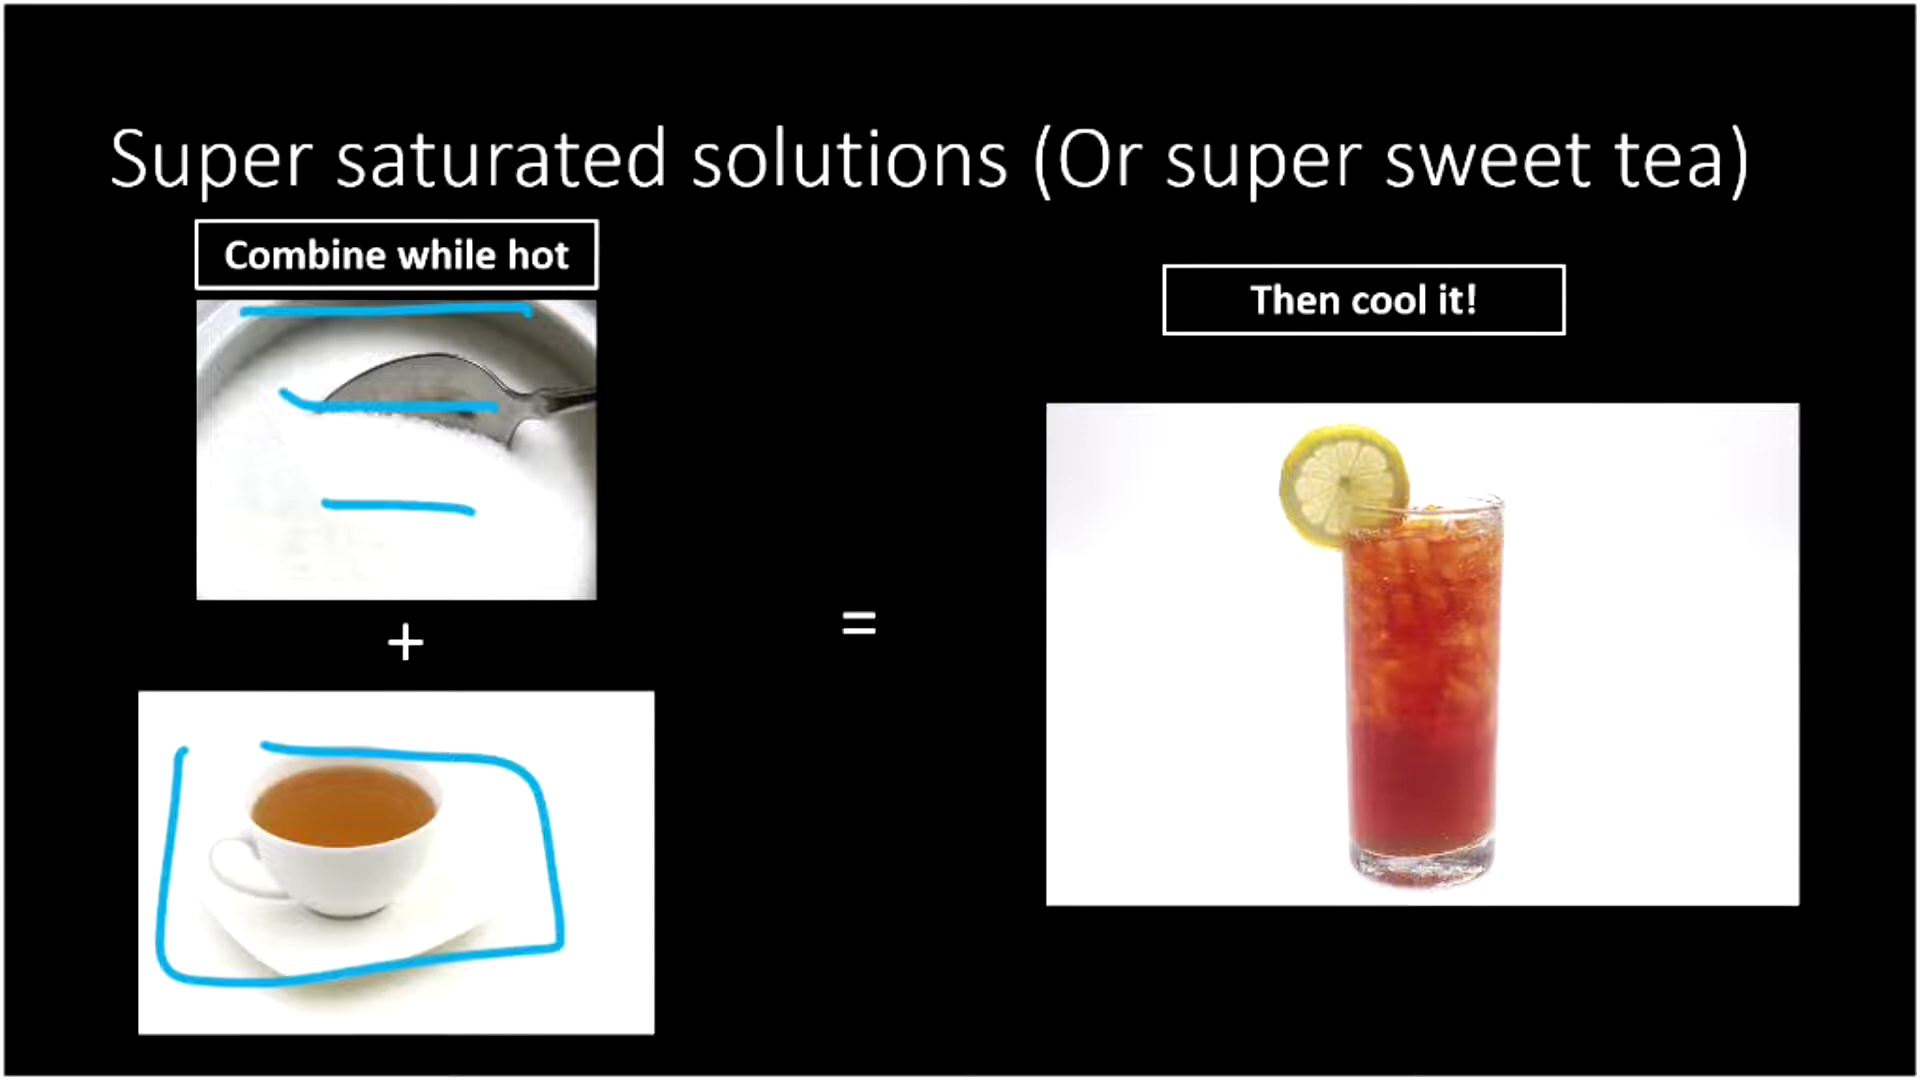 Super saturated solutions (Or super sweet tea)
Combine while hot
Then cool it!
+
=